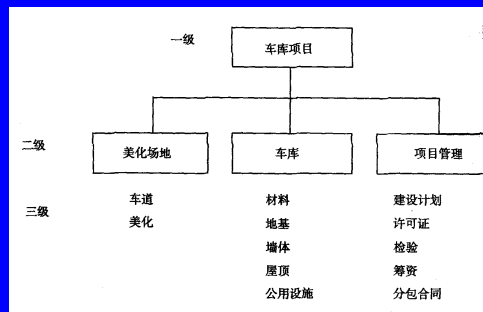 一级 车库项目
二级 美化场地 车库 项目管理
三级 车道 材料 建设计划
美化 地基 许可证
墙体 检验
屋顶 筹资
公用设施 分包合同